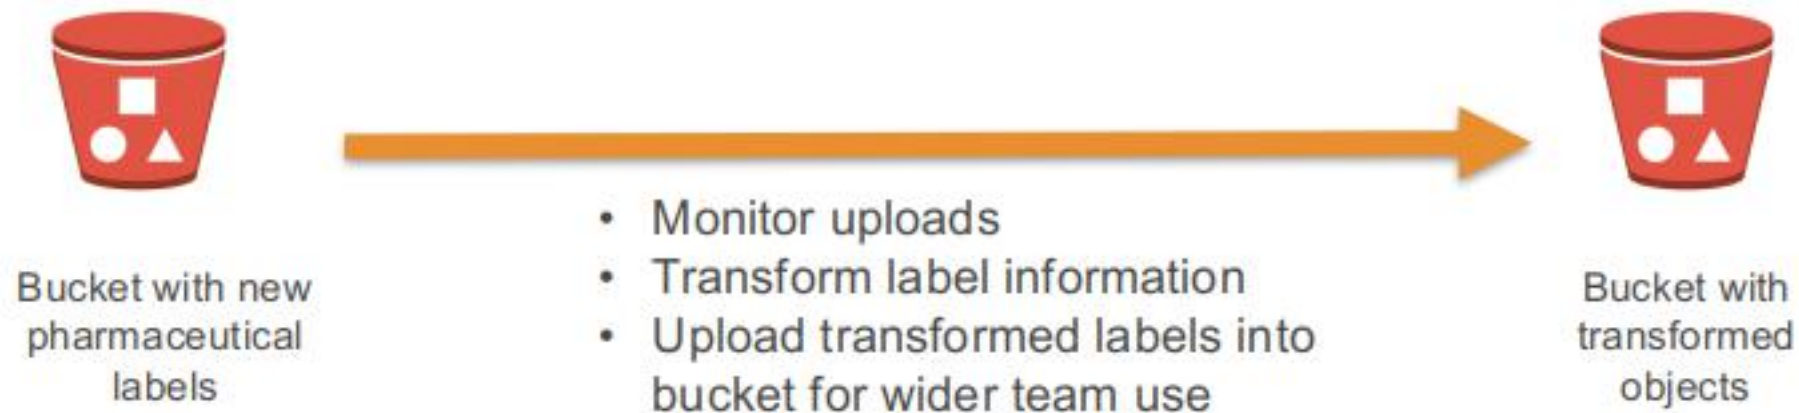 Bucket with new
pharmaceutical
labels
• Monitor uploads
• Transform label information
• Upload transformed labels into
bucket for wider team use
Bucket with
transformed
objects